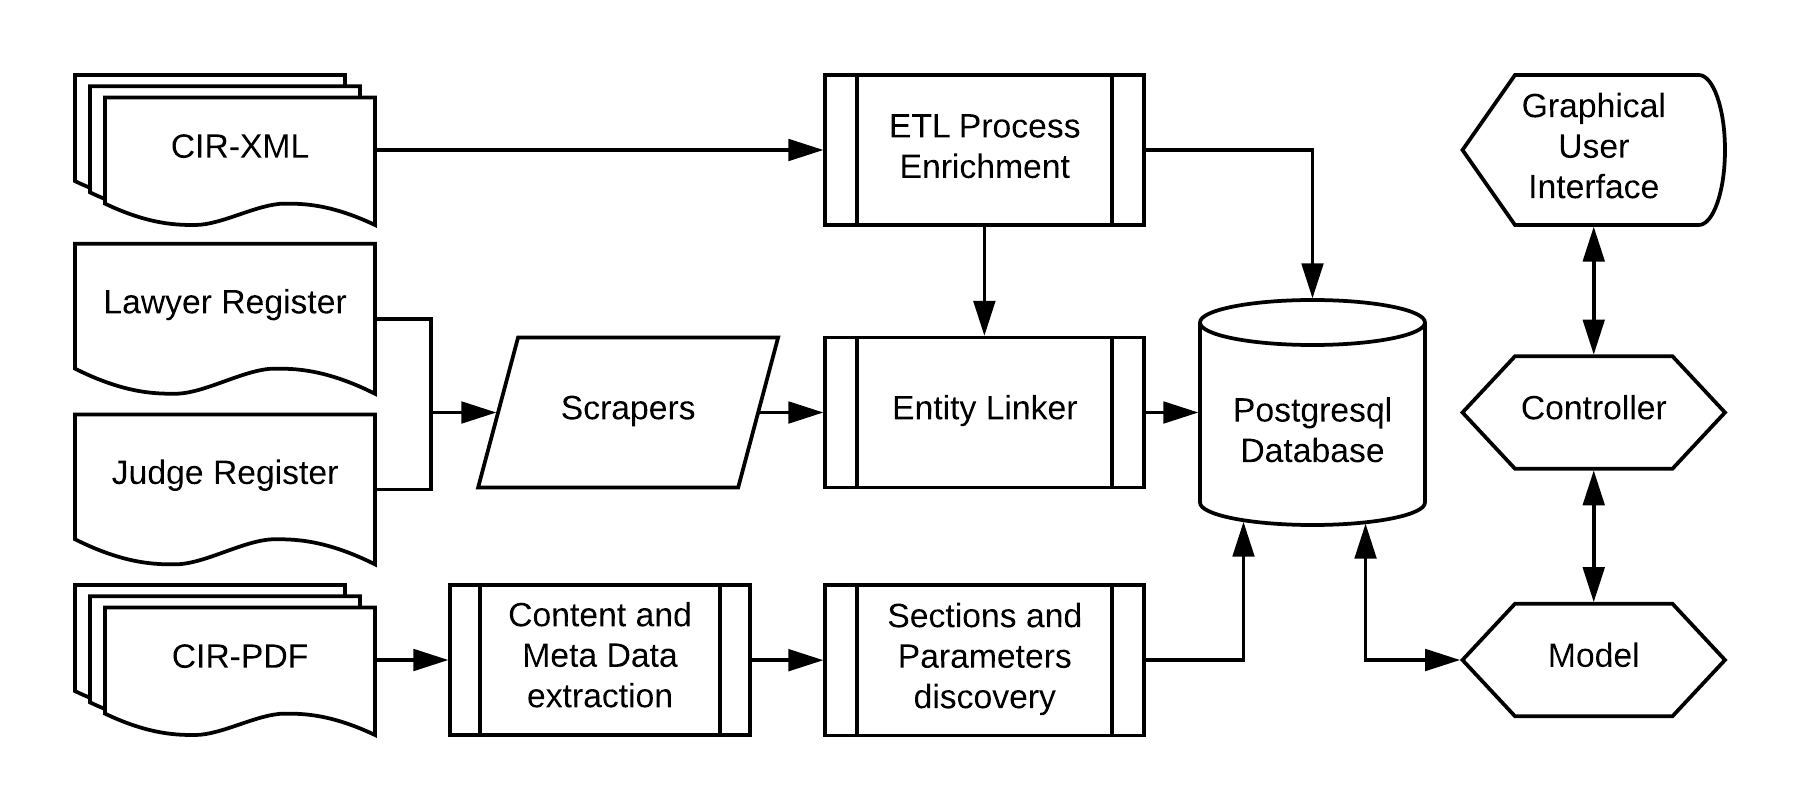 CIR-XML
ETL Process
Enrichment
Graphical
User
Interface
Lawyer Register
Scrapers
Entity Linker
Postgresql
Database
Controller
Judge Register
CIR-PDF
Content and
Meta Data
extraction
Sections and
Parameters
discovery
Model